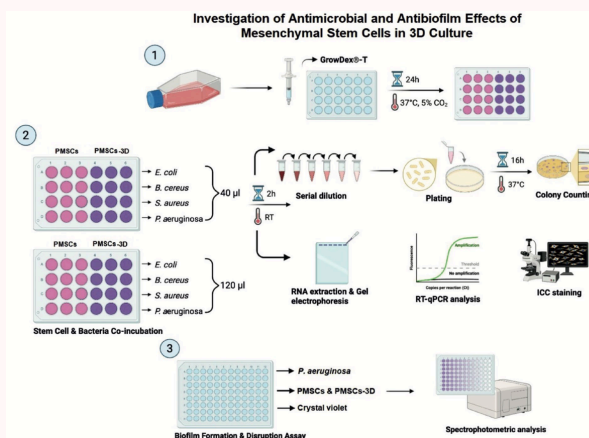 Investigation of Antimicrobial and Antibiofilm Effects of
Mesenchymal Stem Cells in 3D Culture
1
GrowDex®-T
24h
37°C, 5% CO₂
2
PMSCs PMSCs-3D
E. coli
B. cereus
S. aureus
P. aeruginosa
40 µl
2h
RT
Serial dilution
Plating
16h
37°C
Colony Countin
PMSCs PMSCs-3D
E. coli
B. cereus
S. aureus
P. aeruginosa
120 µl
Stem Cell & Bacteria Co-incubation
RNA extraction & Gel
electrophoresis
Fluorescence
Amplification
Threshold
No amplification
Copies per reaction (Ct)
RT-qPCR analysis
ICC staining
3
P. aeruginosa
PMSCs & PMSCs-3D
Crystal violet
Biofilm Formation & Disruption Assay
Spectrophotometric analysis